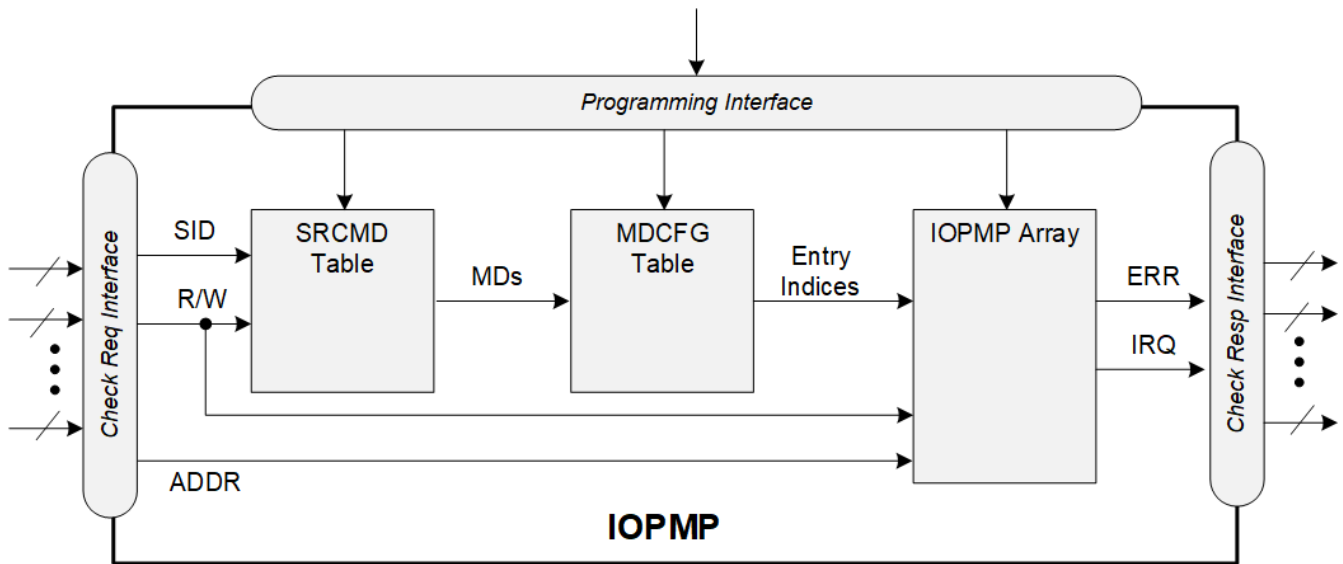 Programming Interface
Check Req Interface
SID
R/W
ADDR
SRCMD
Table
MDs
MDCFG
Table
Entry
Indices
IOPMP Array
ERR
IRQ
Check Resp Interface
IOPMP